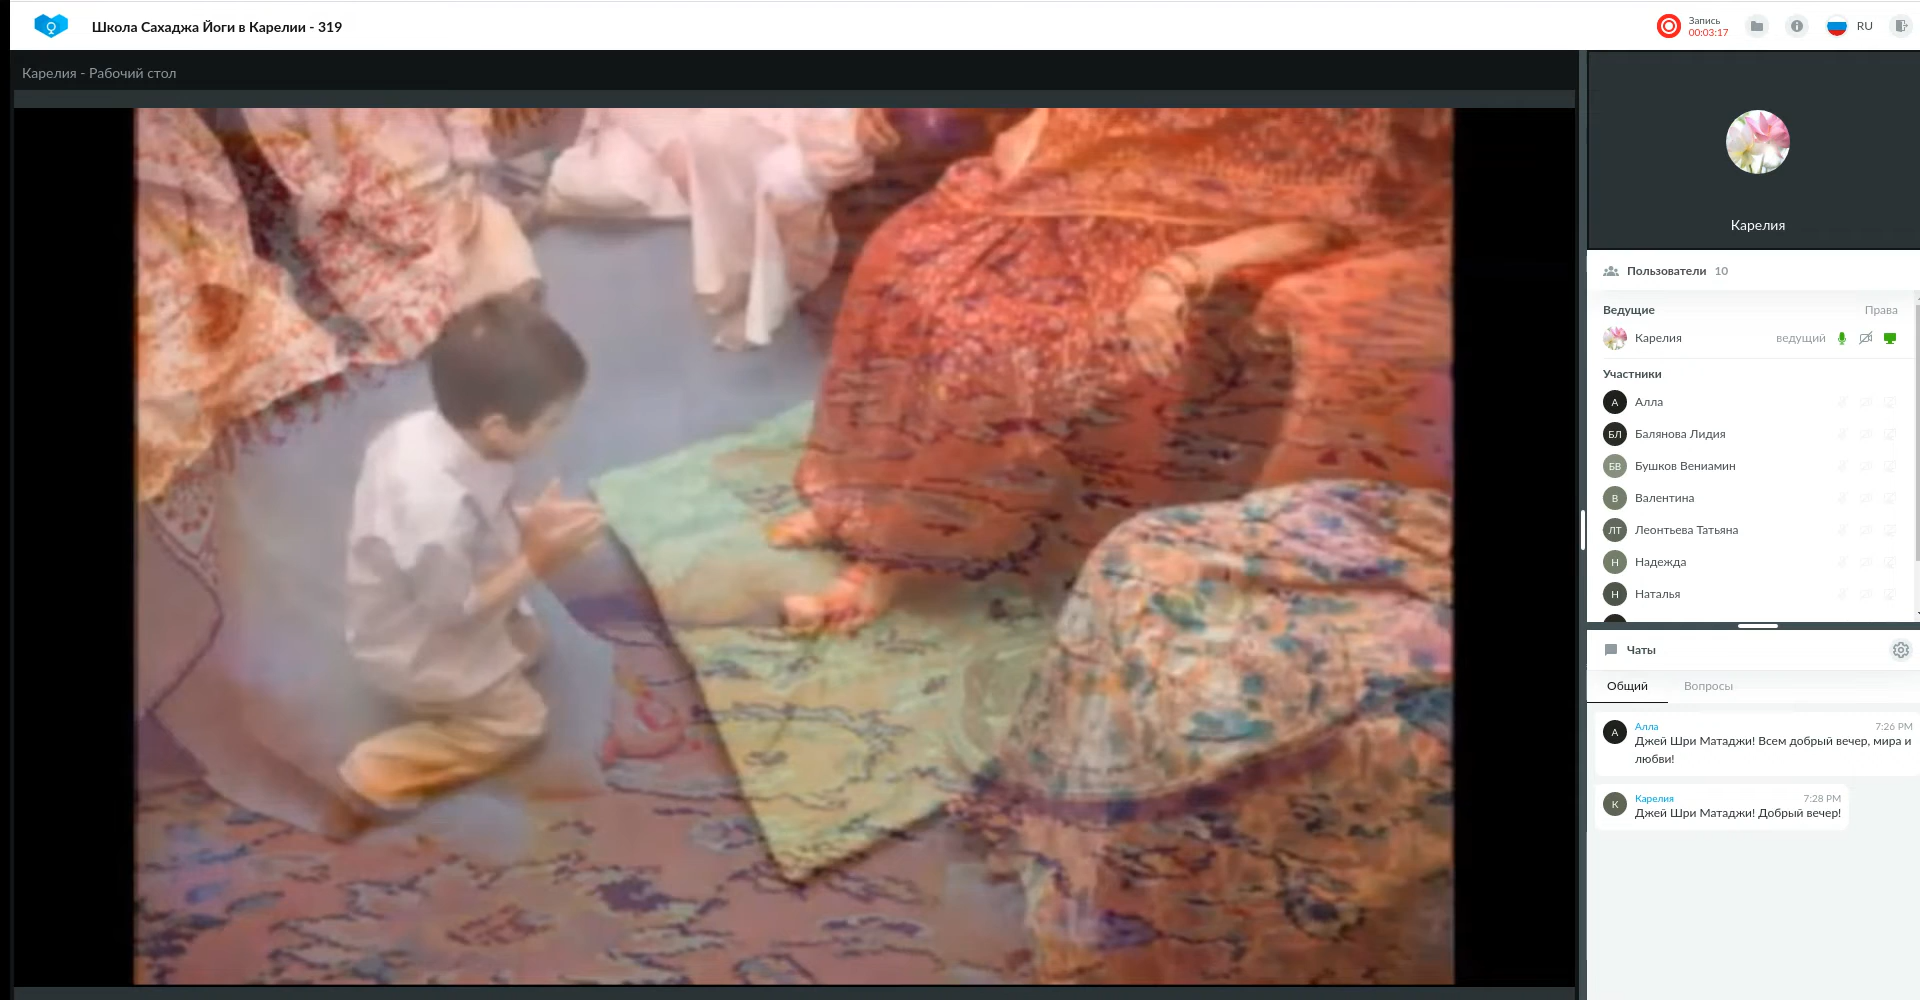 Школа Сахаджа Йоги в Карелии - 319
Запись
00:03:17
RU
Карелия - Рабочий стол
Карелия
Пользователи 10
Ведущие Права
Карелия ведущий
Участники
А Алла
БЛ Балянова Лидия
БВ Бушков Вениамин
В Валентина
ЛТ Леонтьева Татьяна
Н Надежда
Н Наталья
Чаты
Общий Вопросы
А Алла 7:26 PM
Джей Шри Матаджи! Всем добрый вечер, мира и
любви!
К Карелия 7:28 PM
Джей Шри Матаджи! Добрый вечер!